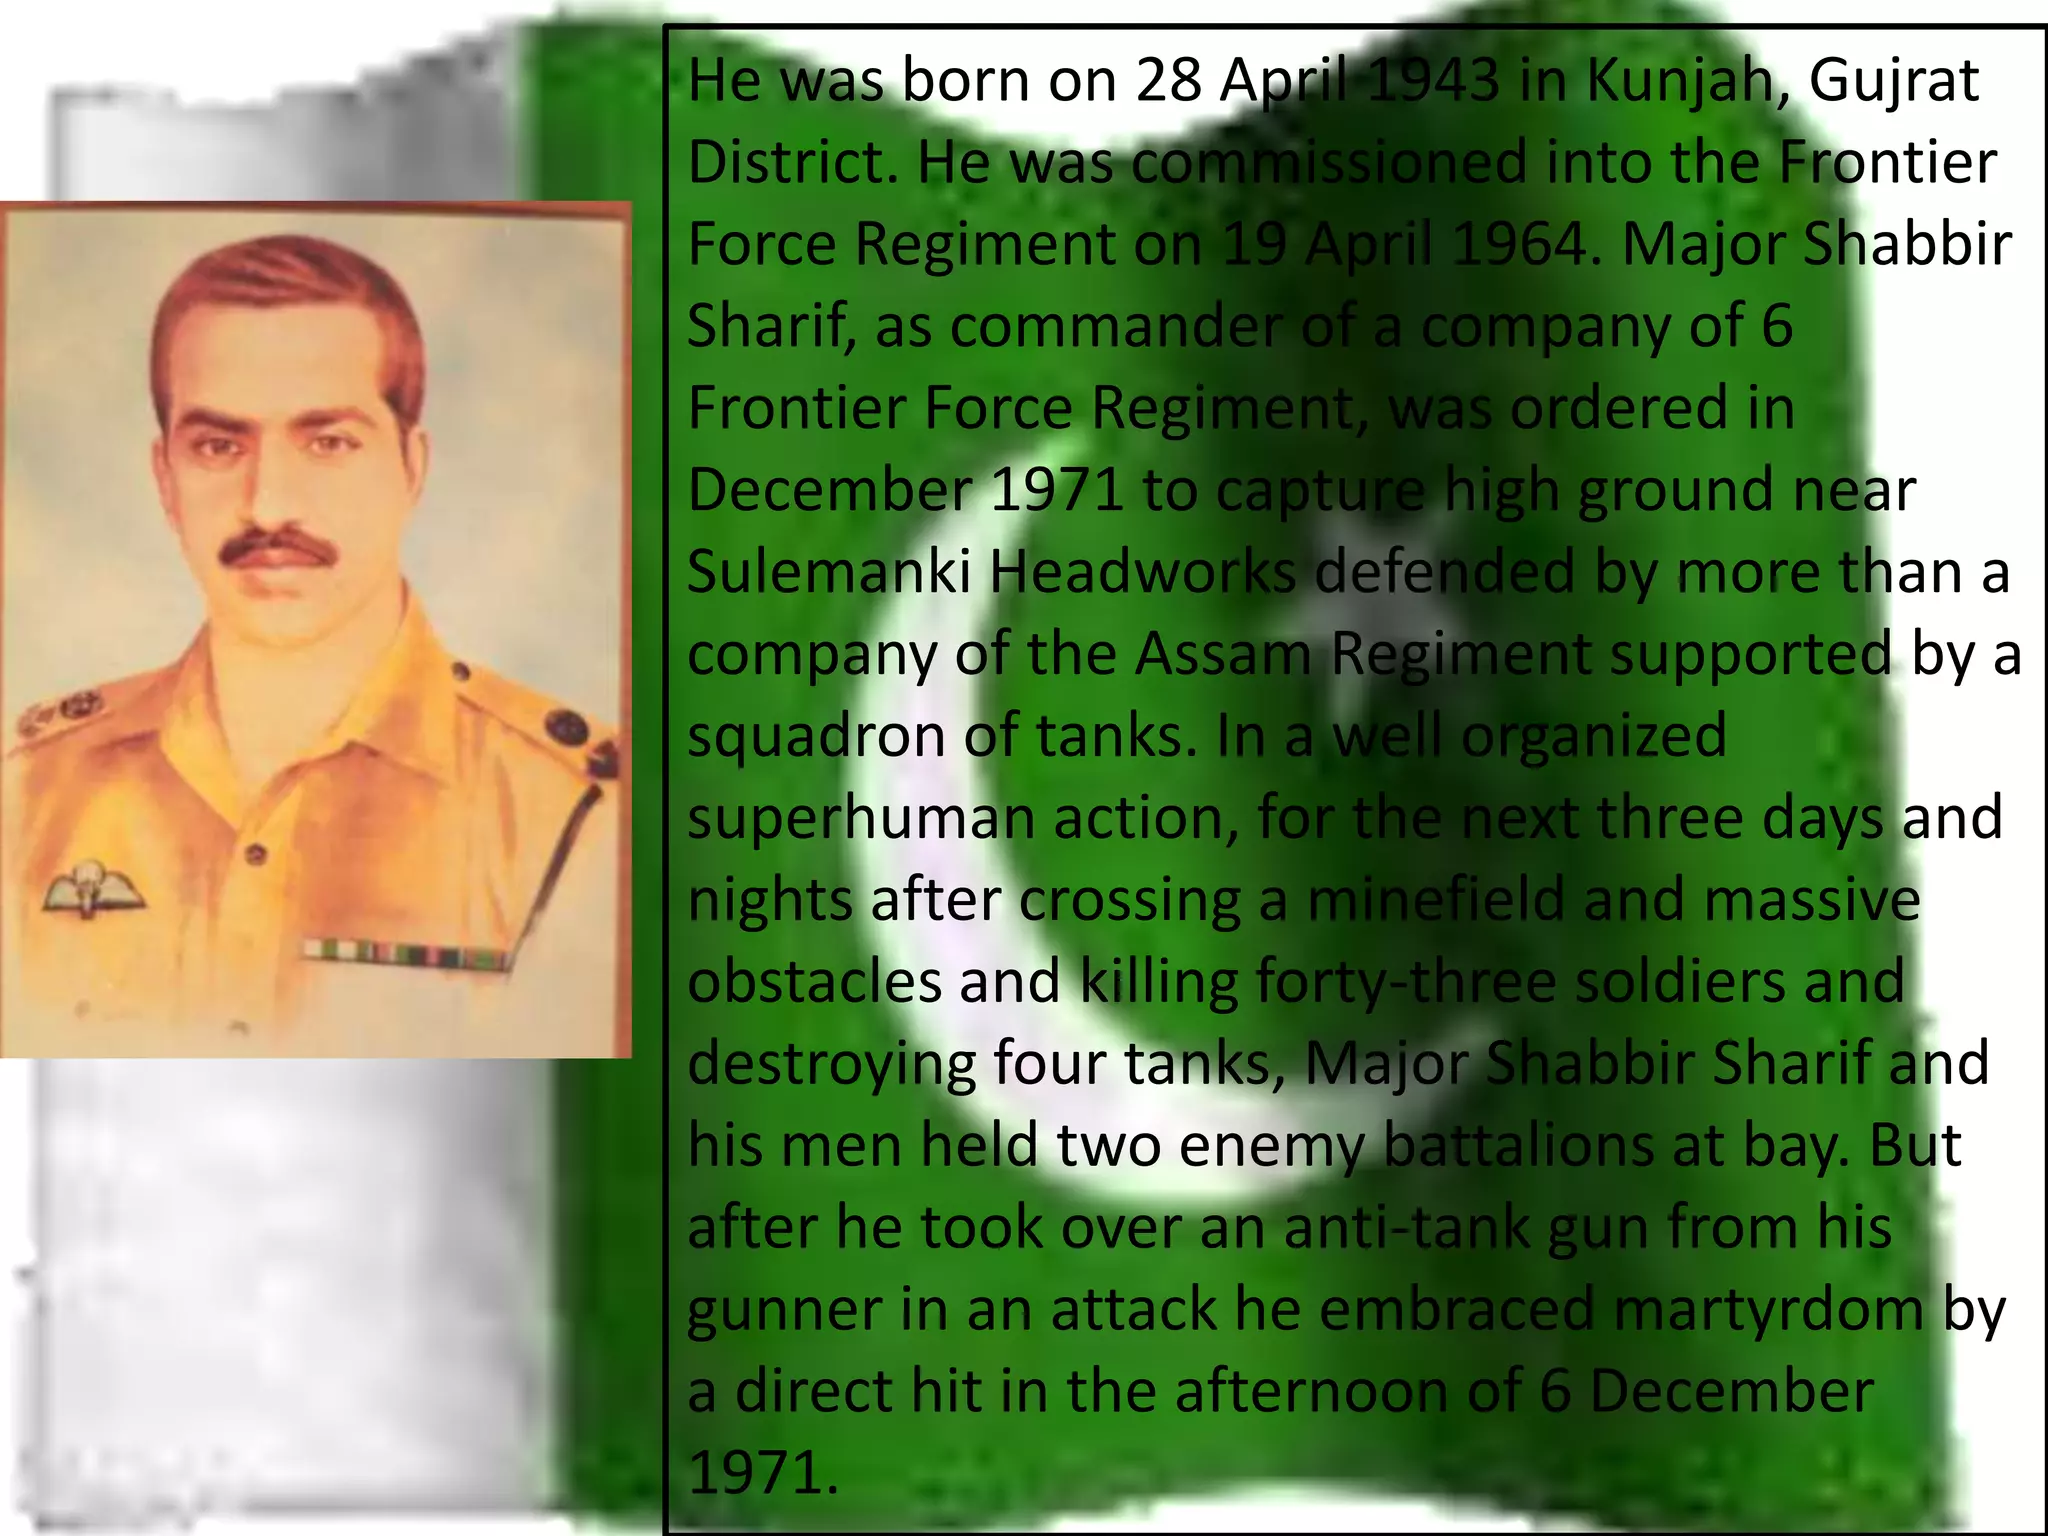 He was born on 28 April 1943 in Kunjah, Gujrat
District. He was commissioned into the Frontier
Force Regiment on 19 April 1964. Major Shabbir
Sharif, as commander of a company of 6
Frontier Force Regiment, was ordered in
December 1971 to capture high ground near
Sulemanki Headworks defended by more than a
company of the Assam Regiment supported by a
squadron of tanks. In a well organized
superhuman action, for the next three days and
nights after crossing a minefield and massive
obstacles and killing forty-three soldiers and
destroying four tanks, Major Shabbir Sharif and
his men held two enemy battalions at bay. But
after he took over an anti-tank gun from his
gunner in an attack he embraced martyrdom by
a direct hit in the afternoon of 6 December
1971.